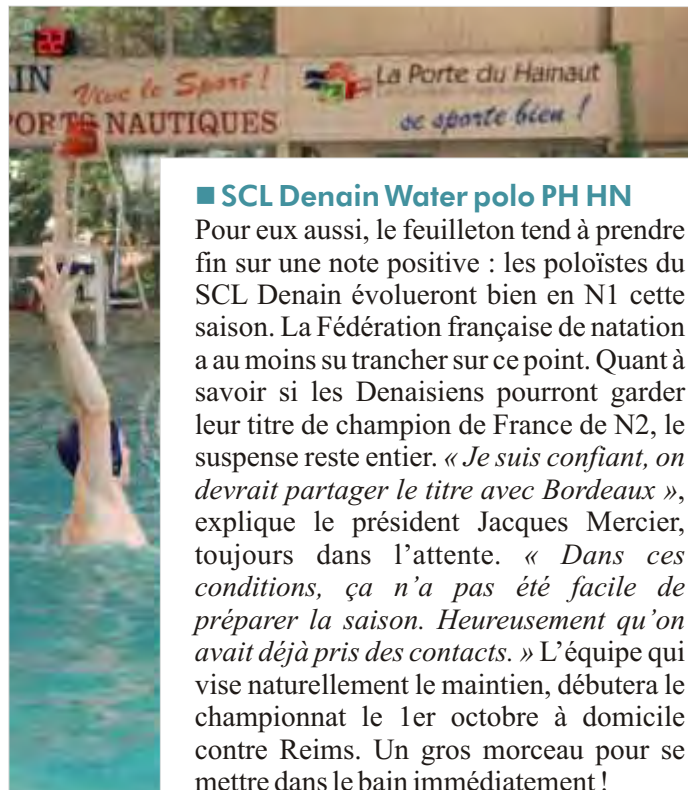 22
IN Vive le Sport !
PORTS NAUTIQUES
La Porte du Hainaut
se sporte bien !
■ SCL Denain Water polo PH HN
Pour eux aussi, le feuilleton tend à prendre
fin sur une note positive : les poloïstes du
SCL Denain évolueront bien en N1 cette
saison. La Fédération française de natation
a au moins su trancher sur ce point. Quant à
savoir si les Denaisiens pourront garder
leur titre de champion de France de N2, le
suspense reste entier. « Je suis confiant, on
devrait partager le titre avec Bordeaux »,
explique le président Jacques Mercier,
toujours dans l’attente. « Dans ces
conditions, ça n’a pas été facile de
préparer la saison. Heureusement qu’on
avait déjà pris des contacts. » L’équipe qui
vise naturellement le maintien, débutera le
championnat le 1er octobre à domicile
contre Reims. Un gros morceau pour se
mettre dans le bain immédiatement !